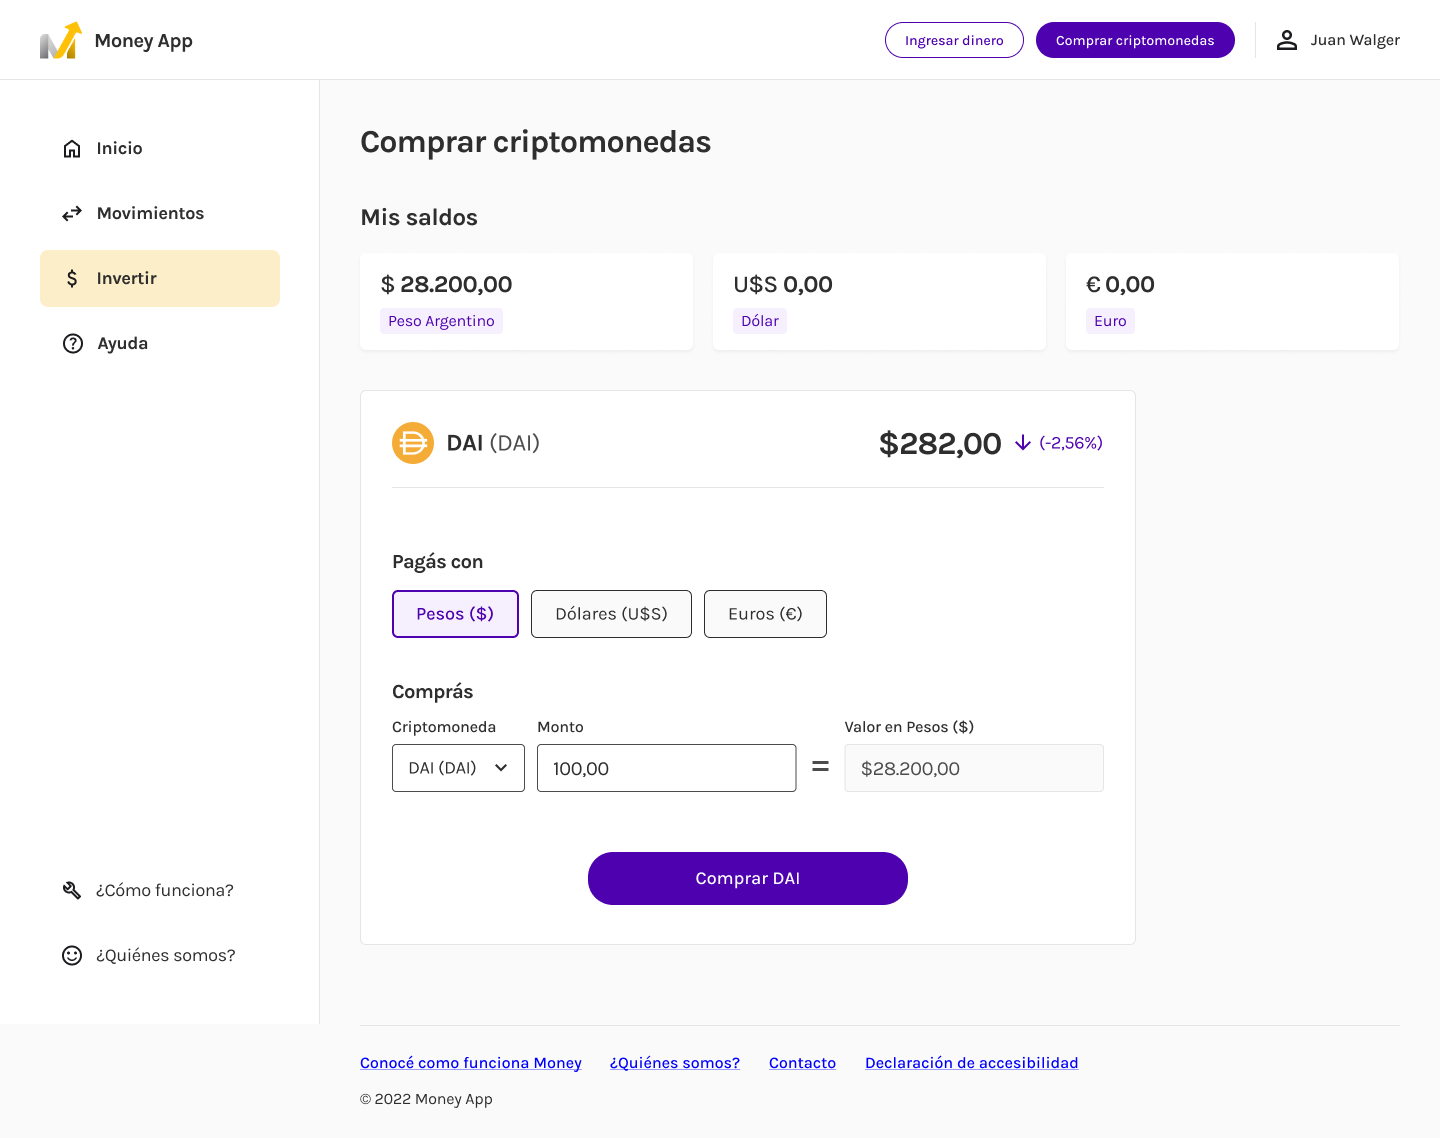 Money App
Ingresar dinero
Comprar criptomonedas
Juan Walger
Inicio
Movimientos
$ Invertir
Ayuda
¿Cómo funciona?
¿Quiénes somos?
Comprar criptomonedas
Mis saldos
$ 28.200,00
Peso Argentino
U$S 0,00
Dólar
€ 0,00
Euro
DAI (DAI)
$282,00 ↓ (-2,56%)
Pagás con
Pesos ($)
Dólares (U$S)
Euros (€)
Comprás
Criptomoneda
DAI (DAI)
Monto
100,00
=
Valor en Pesos ($)
$28.200,00
Comprar DAI
Conocé como funciona Money
¿Quiénes somos?
Contacto
Declaración de accesibilidad
© 2022 Money App